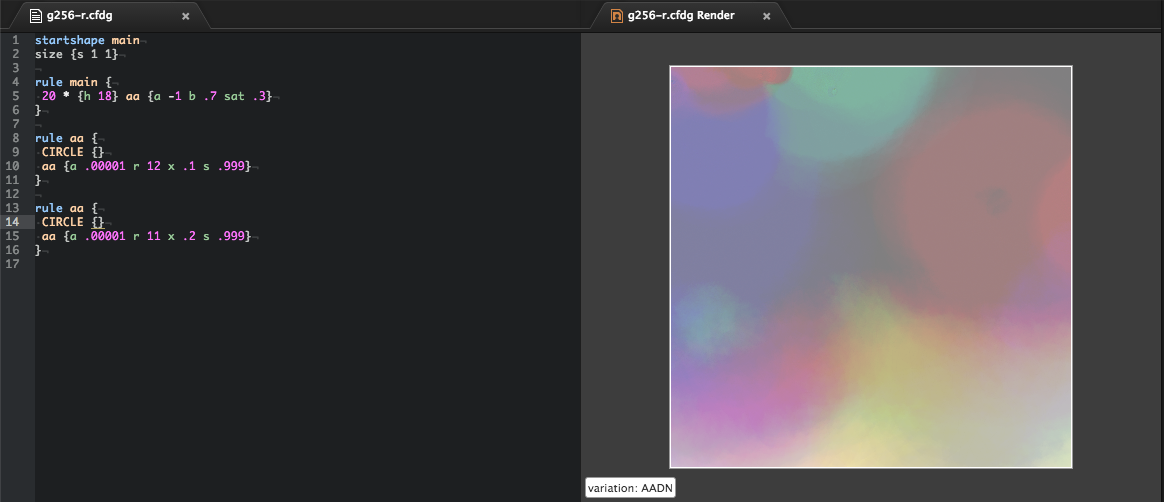 g256-r.cfdg
g256-r.cfdg Render
1 startshape main
2 size {s 1 1}
3
4 rule main {
5 20 * {h 18} aa {a -1 b .7 sat .3}
6 }
7
8 rule aa {
9 CIRCLE {}
10 aa {a .00001 r 12 x .1 s .999}
11 }
12
13 rule aa {
14 CIRCLE {}
15 aa {a .00001 r 11 x .2 s .999}
16 }
17
variation: AADN